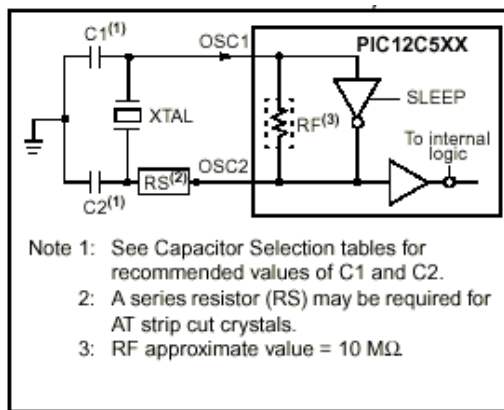 C1(1)
OSC1
PIC12C5XX
SLEEP
XTAL
RF(3)
To internal
logic
OSC2
RS(2)
C2(1)
Note 1: See Capacitor Selection tables for
recommended values of C1 and C2.
2: A series resistor (RS) may be required for
AT strip cut crystals.
3: RF approximate value = 10 MΩ